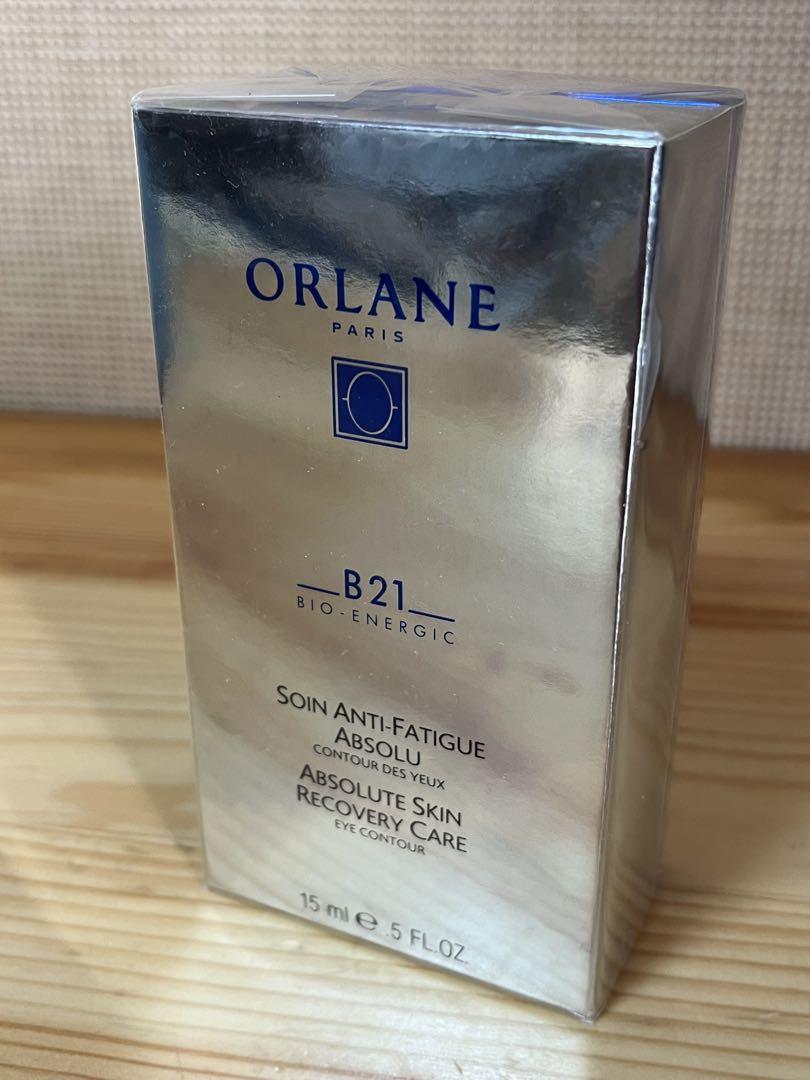 ORLANE
PARIS
B21
BIO-ENERGIC
SOIN ANTI-FATIGUE
ABSOLU
CONTOUR DES YEUX
ABSOLUTE SKIN
RECOVERY CARE
EYE CONTOUR
15 ml ℮ .5 FL.OZ.